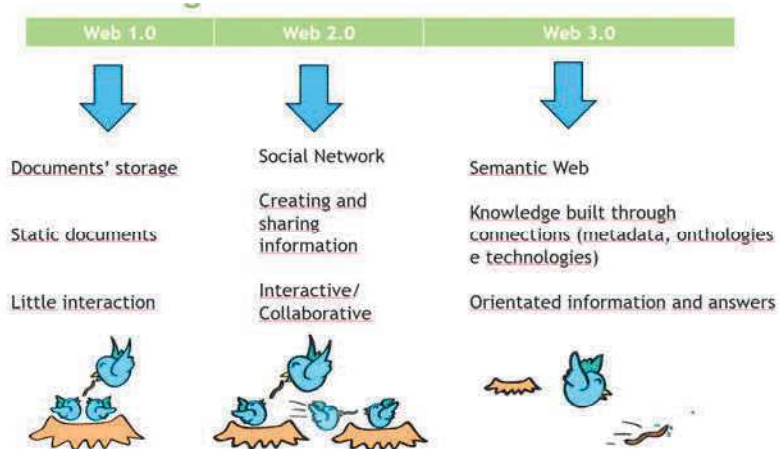 Web 1.0
Web 2.0
Web 3.0
Documents' storage
Static documents
Little interaction
Social Network
Creating and
sharing
information
Interactive/
Collaborative
Semantic Web
Knowledge built through
connections (metadata, onthologies
e technologies)
Orientated information and answers